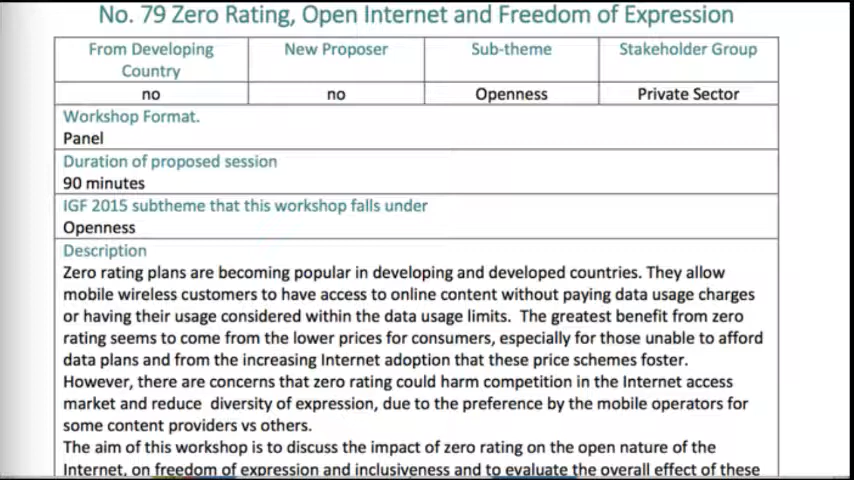 No. 79 Zero Rating, Open Internet and Freedom of Expression
From Developing Country
New Proposer
Sub-theme
Stakeholder Group
no
no
Openness
Private Sector
Workshop Format.
Panel
Duration of proposed session
90 minutes
IGF 2015 subtheme that this workshop falls under
Openness
Description
Zero rating plans are becoming popular in developing and developed countries. They allow
mobile wireless customers to have access to online content without paying data usage charges
or having their usage considered within the data usage limits. The greatest benefit from zero
rating seems to come from the lower prices for consumers, especially for those unable to afford
data plans and from the increasing Internet adoption that these price schemes foster.
However, there are concerns that zero rating could harm competition in the Internet access
market and reduce diversity of expression, due to the preference by the mobile operators for
some content providers vs others.
The aim of this workshop is to discuss the impact of zero rating on the open nature of the
Internet, on freedom of expression and inclusiveness and to evaluate the overall effect of these